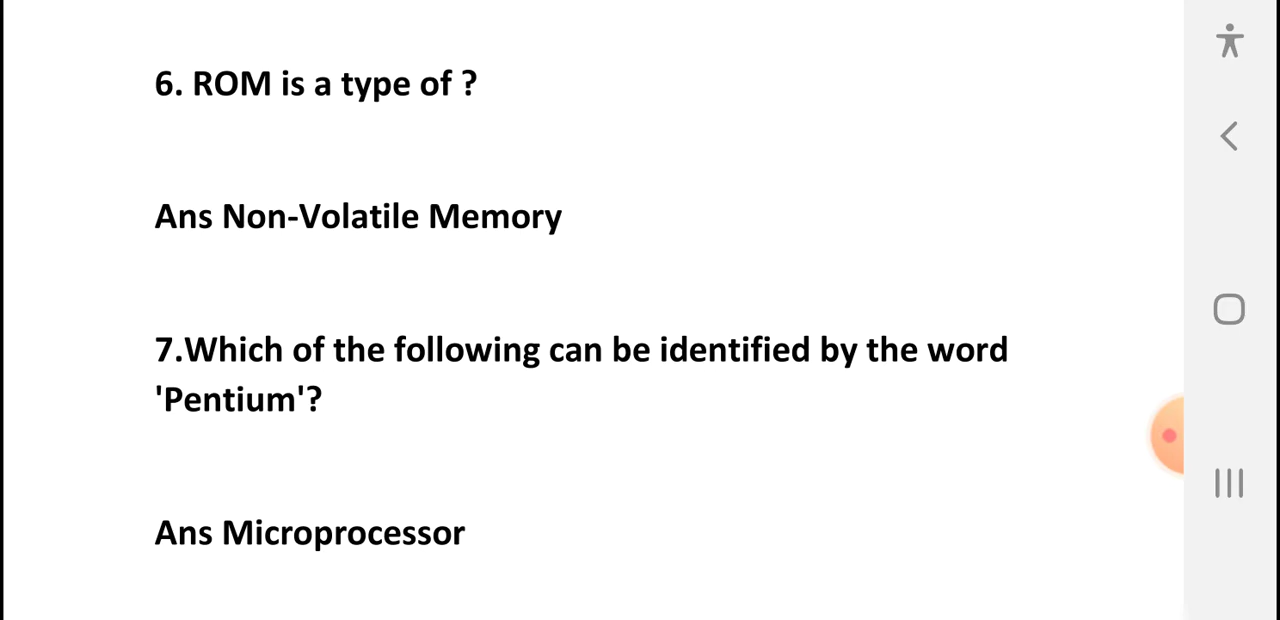 6. ROM is a type of ?
Ans Non-Volatile Memory
7.Which of the following can be identified by the word
'Pentium'?
Ans Microprocessor